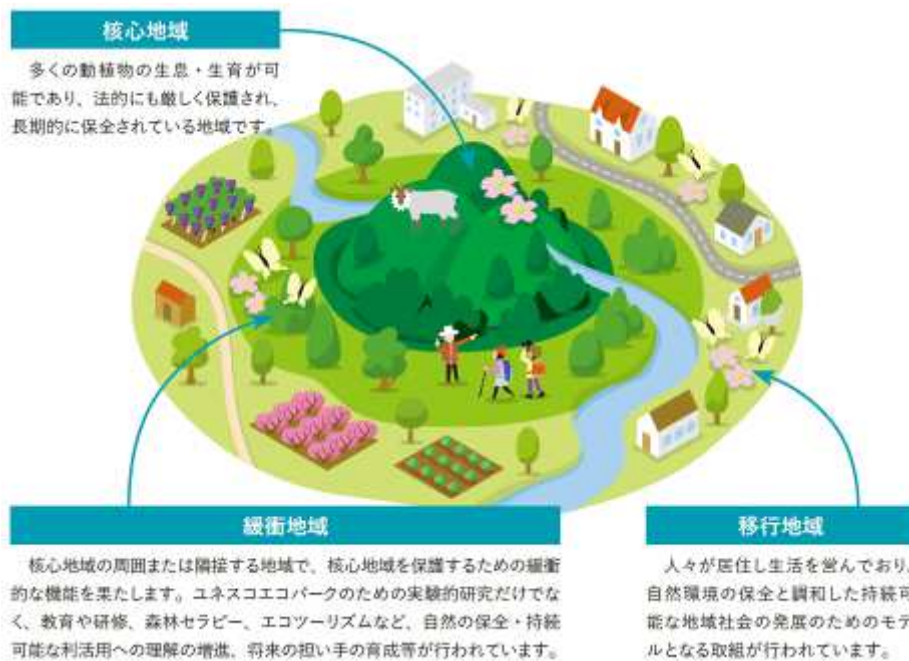 核心地域
多くの動植物の生息・生育が可
能であり、法的にも厳しく保護され、
長期的に保全されている地域です。
緩衝地域
核心地域の周囲または隣接する地域で、核心地域を保護するための緩衝
的な機能を果たします。ユネスコエコパークのための実験的研究だけでな
く、教育や研修、森林セラピー、エコツーリズムなど、自然の保全・持続
可能な利活用への理解の増進、将来の担い手の育成等が行われています。
移行地域
人々が居住し生活を営んでおり、
自然環境の保全と調和した持続可
能な地域社会の発展のためのモデ
ルとなる取組が行われています。